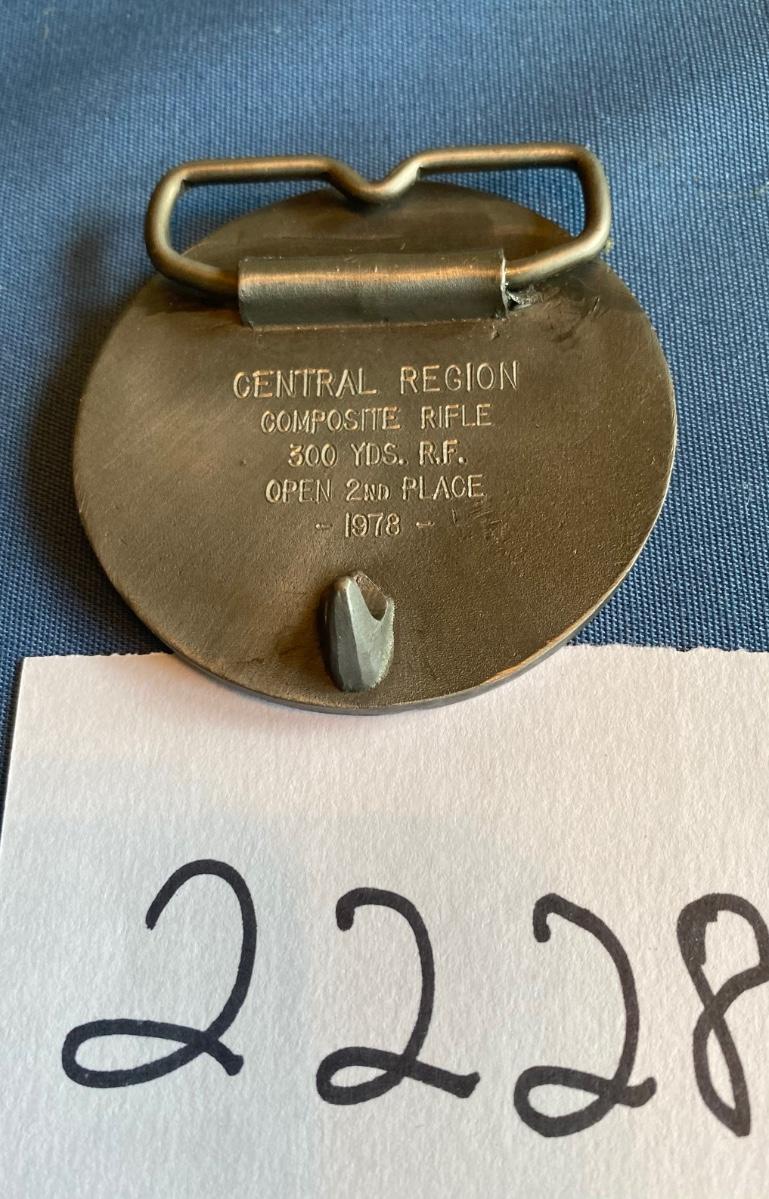 CENTRAL REGION
COMPOSITE RIFLE
300 YDS. R.F.
OPEN 2ND PLACE
- 1978 -
2228